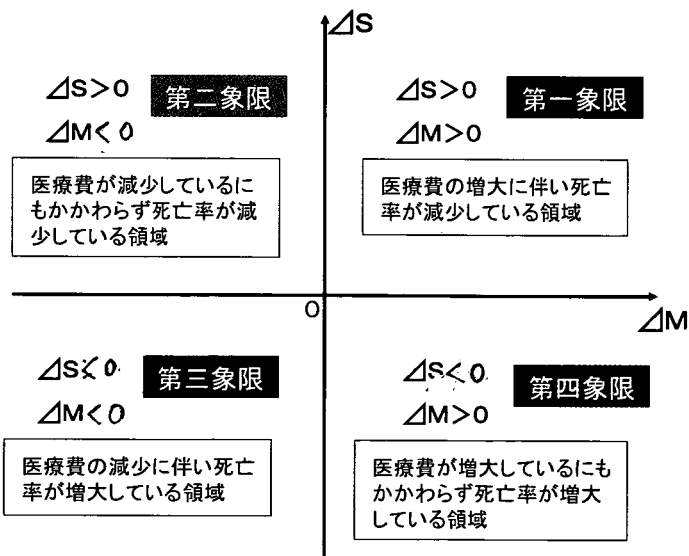 ⊿S
⊿S>0
第二象限
⊿M<0
医療費が減少しているに
もかかわらず死亡率が減
少している領域
⊿S>0
第一象限
⊿M>0
医療費の増大に伴い死亡
率が減少している領域
0
⊿M
⊿S<0
第三象限
⊿M<0
医療費の減少に伴い死亡
率が増大している領域
⊿S<0
第四象限
⊿M>0
医療費が増大しているにも
かかわらず死亡率が増大
している領域